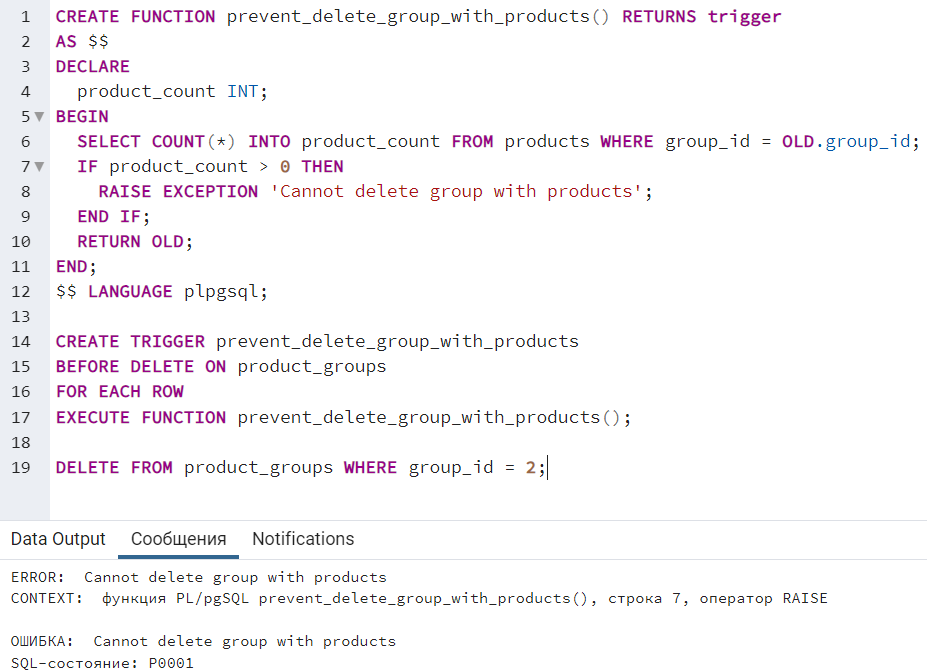 1 CREATE FUNCTION prevent_delete_group_with_products() RETURNS trigger
2 AS $$
3 DECLARE
4   product_count INT;
5 BEGIN
6   SELECT COUNT(*) INTO product_count FROM products WHERE group_id = OLD.group_id;
7   IF product_count > 0 THEN
8     RAISE EXCEPTION 'Cannot delete group with products';
9   END IF;
10   RETURN OLD;
11 END;
12 $$ LANGUAGE plpgsql;
13
14 CREATE TRIGGER prevent_delete_group_with_products
15 BEFORE DELETE ON product_groups
16 FOR EACH ROW
17 EXECUTE FUNCTION prevent_delete_group_with_products();
18
19 DELETE FROM product_groups WHERE group_id = 2;
Data Output Сообщения Notifications
ERROR:  Cannot delete group with products
CONTEXT:  функция PL/pgSQL prevent_delete_group_with_products(), строка 7, оператор RAISE
ОШИБКА:  Cannot delete group with products
SQL-состояние: P0001